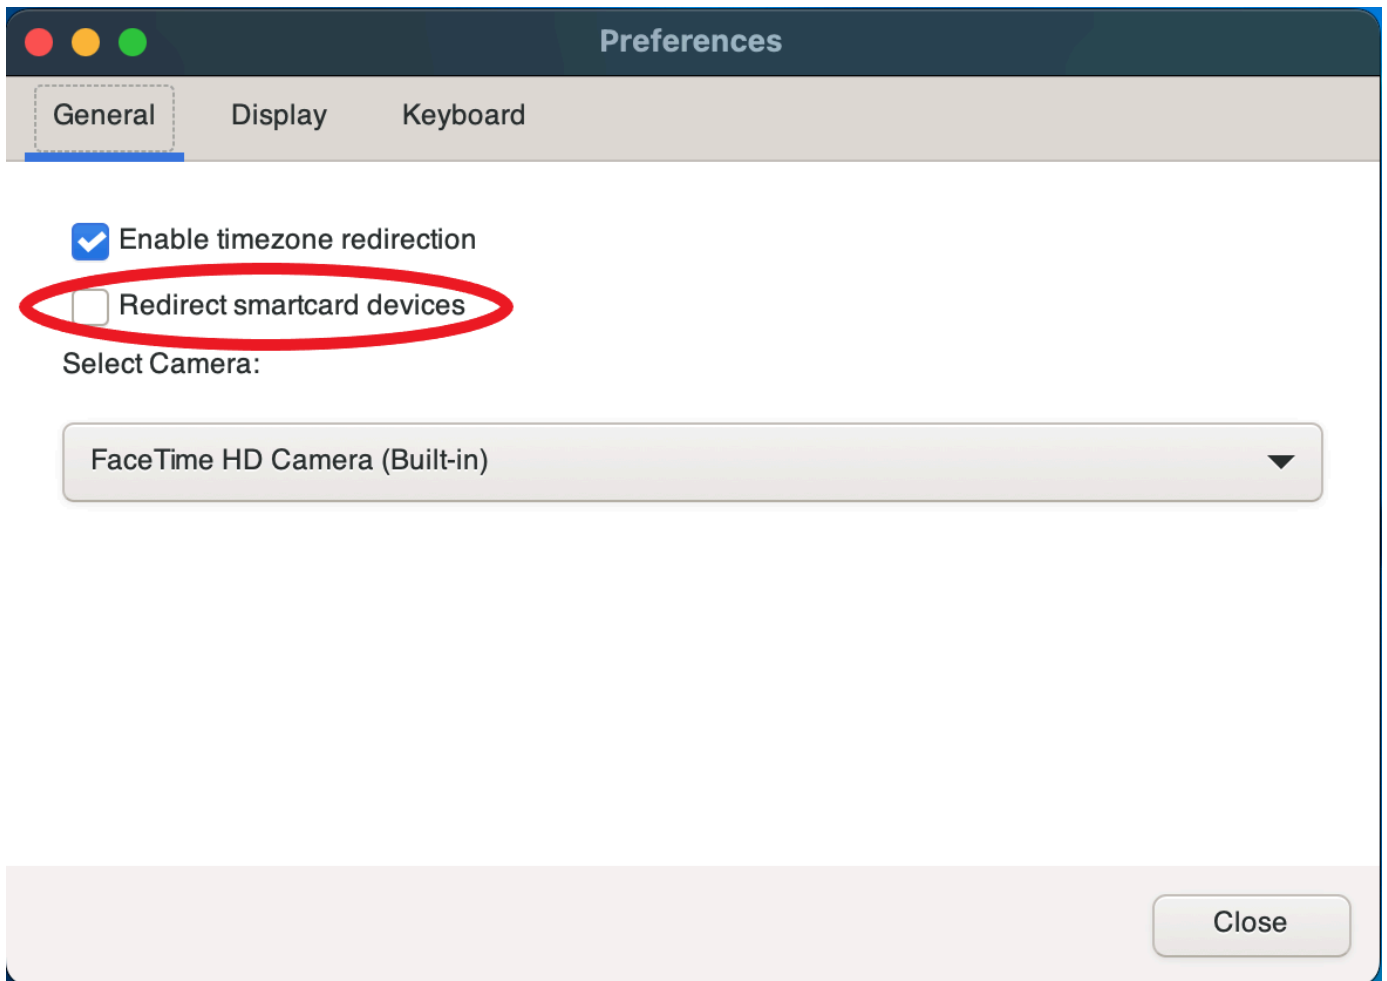 Preferences
General Display Keyboard
Enable timezone redirection
Redirect smartcard devices
Select Camera:
FaceTime HD Camera (Built-in)
Close